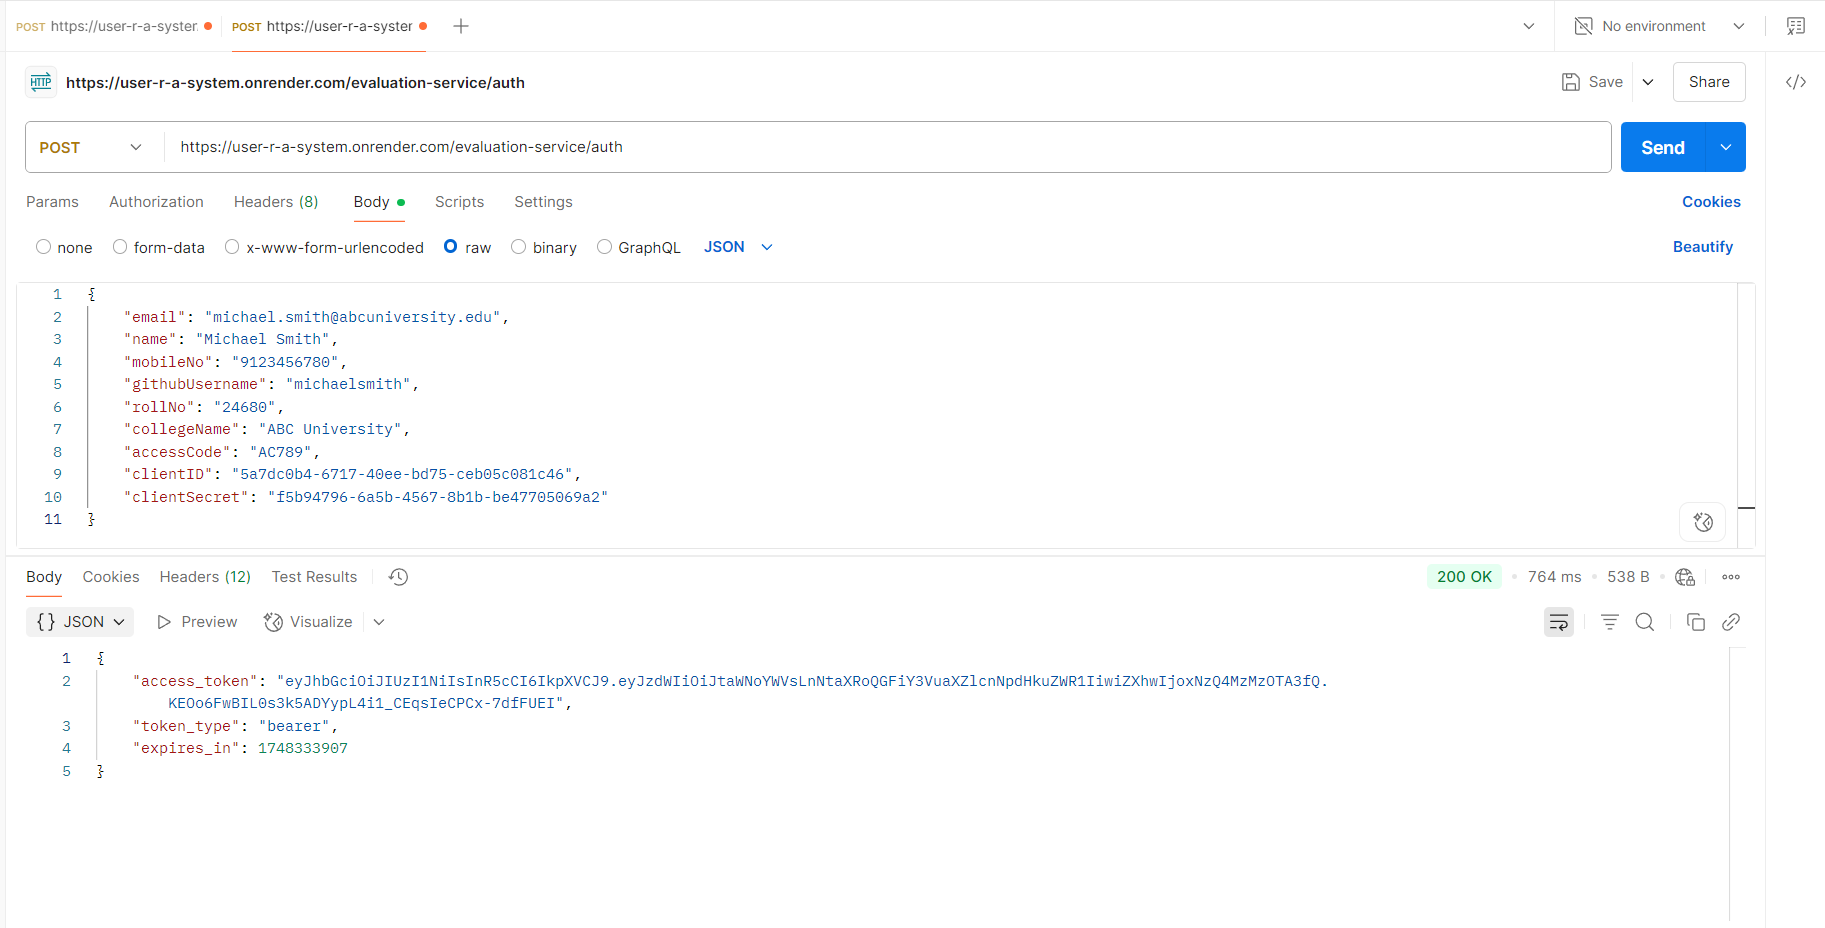 POST https://user-r-a-syster
POST https://user-r-a-syster
No environment
HTTP https://user-r-a-system.onrender.com/evaluation-service/auth
Save
Share
POST
https://user-r-a-system.onrender.com/evaluation-service/auth
Send
Params Authorization Headers (8) Body Scripts Settings
Cookies
none form-data x-www-form-urlencoded raw binary GraphQL JSON
Beautify
1 {
2 "email": "michael.smith@abcuniversity.edu",
3 "name": "Michael Smith",
4 "mobileNo": "9123456780",
5 "githubUsername": "michaelsmith",
6 "rollNo": "24680",
7 "collegeName": "ABC University",
8 "accessCode": "AC789",
9 "clientID": "5a7dc0b4-6717-40ee-bd75-ceb05c081c46",
10 "clientSecret": "f5b94796-6a5b-4567-8b1b-be47705069a2"
11 }
Body Cookies Headers (12) Test Results
200 OK • 764 ms • 538 B
{} JSON Preview Visualize
1 {
2 "access_token": "eyJhbGciOiJIUzI1NiIsInR5cCI6IkpXVCJ9.eyJzdWIiOiJtaWNoYWVsLnNtaXRoQGFiY3VuaXZlcnNpdHkuZWR1IiwiZXhwIjoxNzQ4MzMzOTA3fQ.
KEOo6FwBIL0s3k5ADYypL4i1_CEqsIeCPCx-7dfFUEI",
3 "token_type": "bearer",
4 "expires_in": 1748333907
5 }